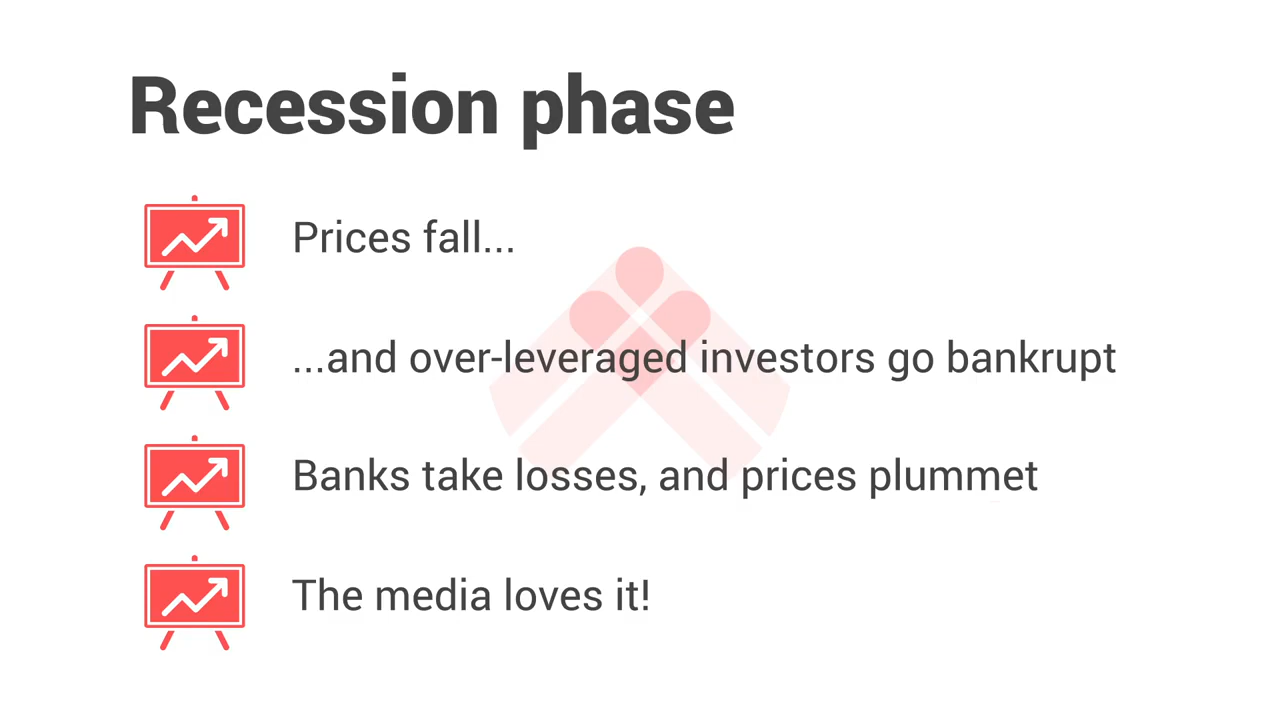 Recession phase
Prices fall...
...and over-leveraged investors go bankrupt
Banks take losses, and prices plummet
The media loves it!